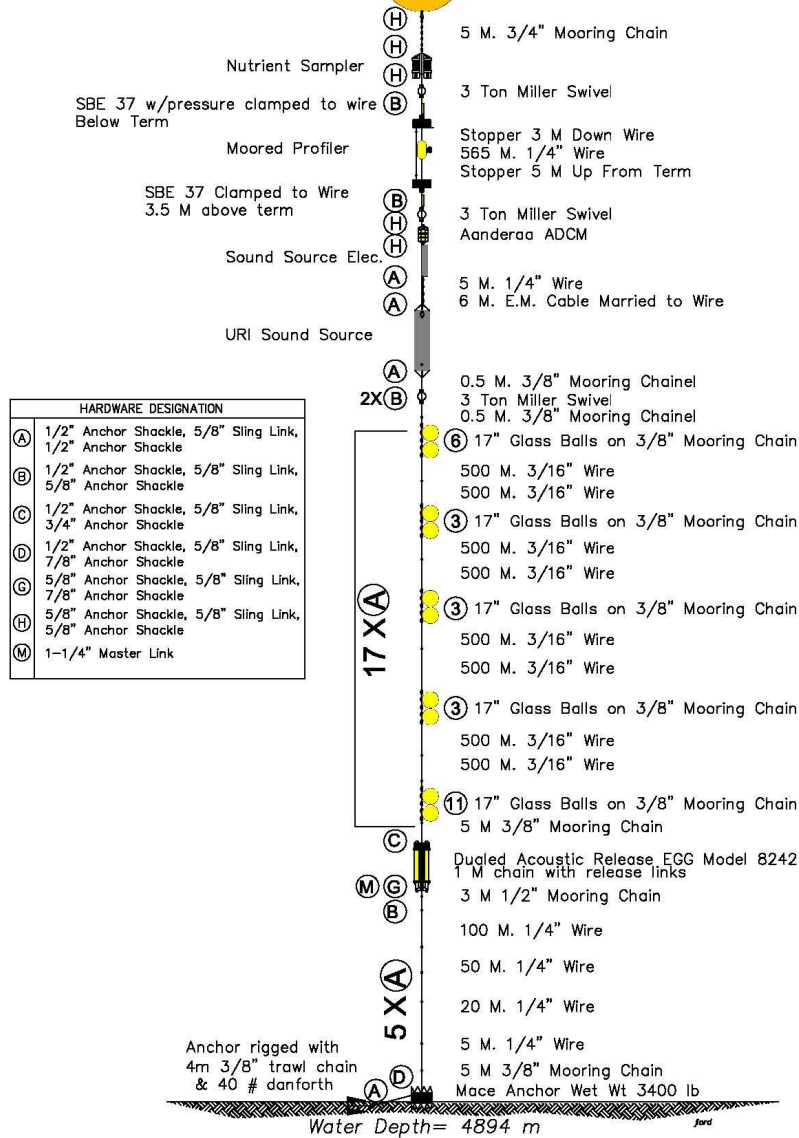 (H)
(H)
5 M. 3/4" Mooring Chain
Nutrient Sampler
(H)
3 Ton Miller Swivel
SBE 37 w/pressure clamped to wire
Below Term
(B)
Moored Profiler
Stopper 3 M Down Wire
565 M. 1/4" Wire
Stopper 5 M Up From Term
SBE 37 Clamped to Wire
3.5 M above term
(B)
(H)
3 Ton Miller Swivel
Aanderaa ADCM
(H)
Sound Source Elec.
(A)
5 M. 1/4" Wire
6 M. E.M. Cable Married to Wire
(A)
URI Sound Source
(A)
2X(B)
0.5 M. 3/8" Mooring Chainel
3 Ton Miller Swivel
0.5 M. 3/8" Mooring Chainel
HARDWARE DESIGNATION
(A) 1/2" Anchor Shackle, 5/8" Sling Link,
1/2" Anchor Shackle
(B) 1/2" Anchor Shackle, 5/8" Sling Link,
5/8" Anchor Shackle
(C) 1/2" Anchor Shackle, 5/8" Sling Link,
3/4" Anchor Shackle
(D) 1/2" Anchor Shackle, 5/8" Sling Link,
7/8" Anchor Shackle
(G) 5/8" Anchor Shackle, 5/8" Sling Link,
7/8" Anchor Shackle
(H) 5/8" Anchor Shackle, 5/8" Sling Link,
5/8" Anchor Shackle
(M) 1-1/4" Master Link
17 X(A)
(6) 17" Glass Balls on 3/8" Mooring Chain
500 M. 3/16" Wire
500 M. 3/16" Wire
(3) 17" Glass Balls on 3/8" Mooring Chain
500 M. 3/16" Wire
500 M. 3/16" Wire
(3) 17" Glass Balls on 3/8" Mooring Chain
500 M. 3/16" Wire
500 M. 3/16" Wire
(3) 17" Glass Balls on 3/8" Mooring Chain
500 M. 3/16" Wire
500 M. 3/16" Wire
(11) 17" Glass Balls on 3/8" Mooring Chain
5 M 3/8" Mooring Chain
(C)
Dualed Acoustic Release EGG Model 8242
1 M chain with release links
(M) (G)
3 M 1/2" Mooring Chain
(B)
100 M. 1/4" Wire
50 M. 1/4" Wire
5 X(A)
20 M. 1/4" Wire
5 M. 1/4" Wire
Anchor rigged with
4m 3/8" trawl chain
& 40 # danforth
5 M 3/8" Mooring Chain
(D)
(A)
Mace Anchor Wet Wt 3400 lb
Water Depth= 4894 m
ford